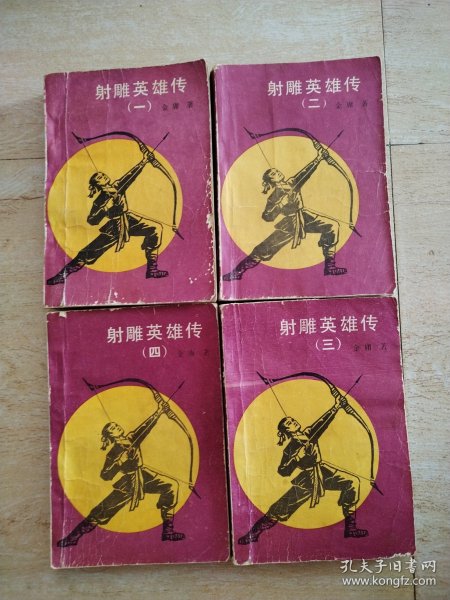 射雕英雄传
(一) 金庸 著
射雕英雄传
(二) 金庸 著
射雕英雄传
(四) 金庸 著
射雕英雄传
(三) 金庸 著
孔夫子旧书网
www.kongfz.com